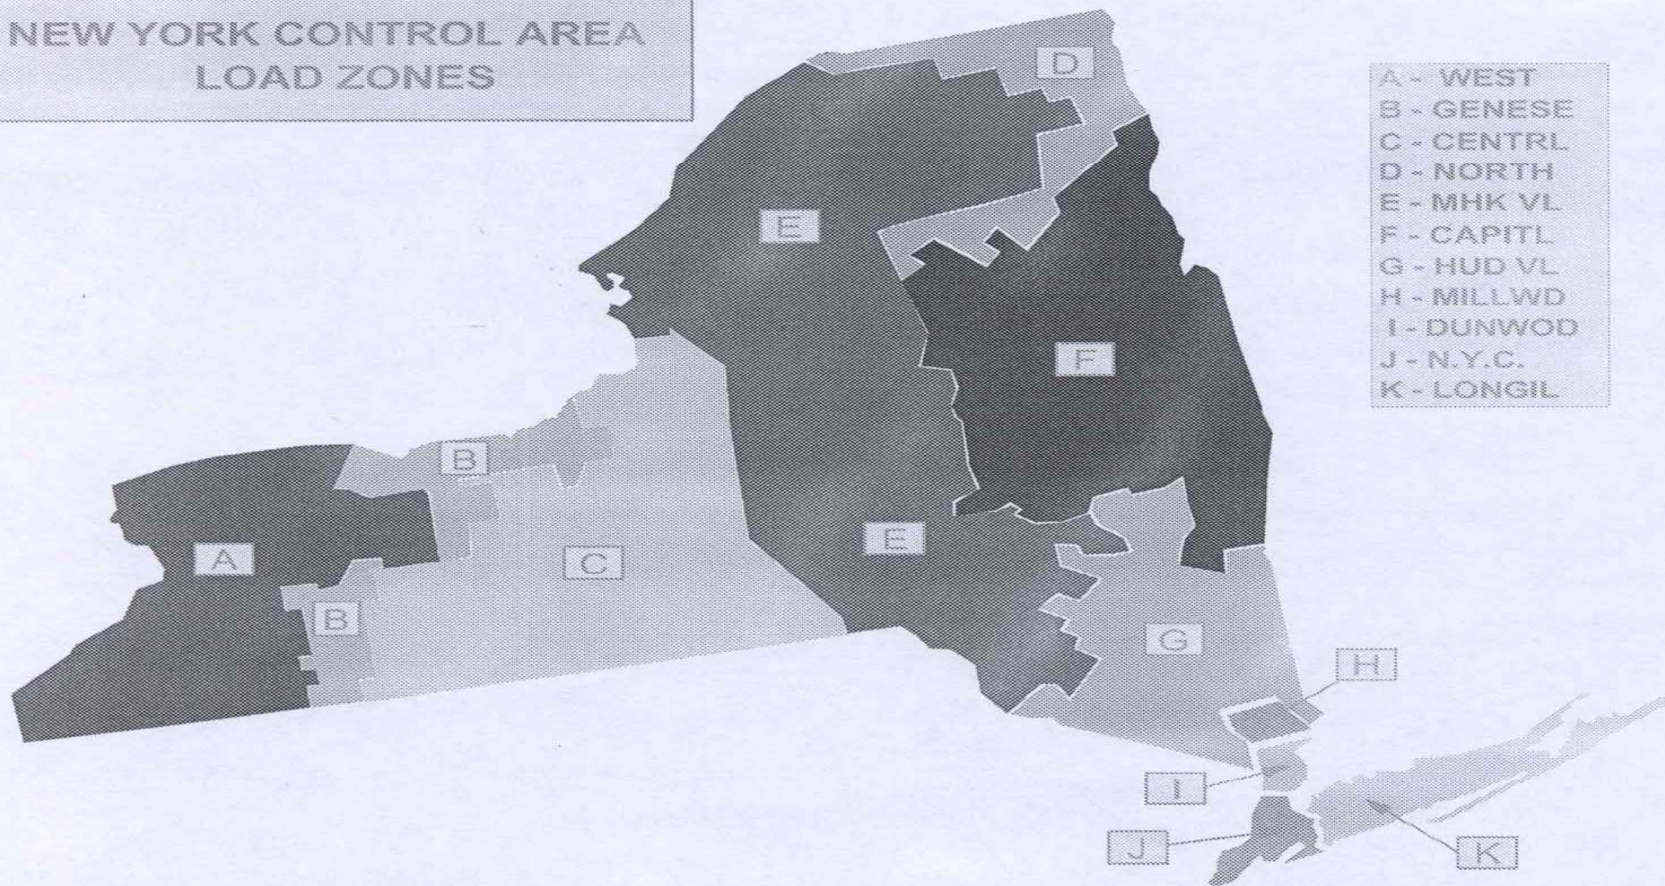 NEW YORK CONTROL AREA
LOAD ZONES
A - WEST
B - GENESE
C - CENTRL
D - NORTH
E - MHK VL
F - CAPITL
G - HUD VL
H - MILLWD
I - DUNWOD
J - N.Y.C.
K - LONGIL
D
E
F
B
E
A
C
B
G
H
I
J
K